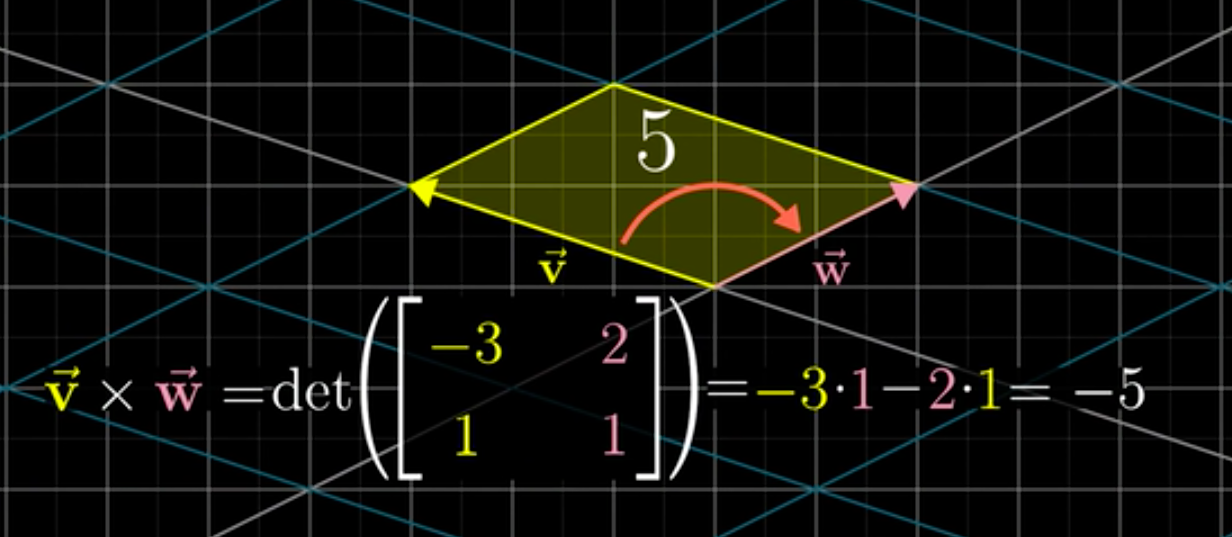 5
v⃗
w⃗
v⃗ × w⃗ = det([−3 2
1 1]) = −3·1−2·1 = −5